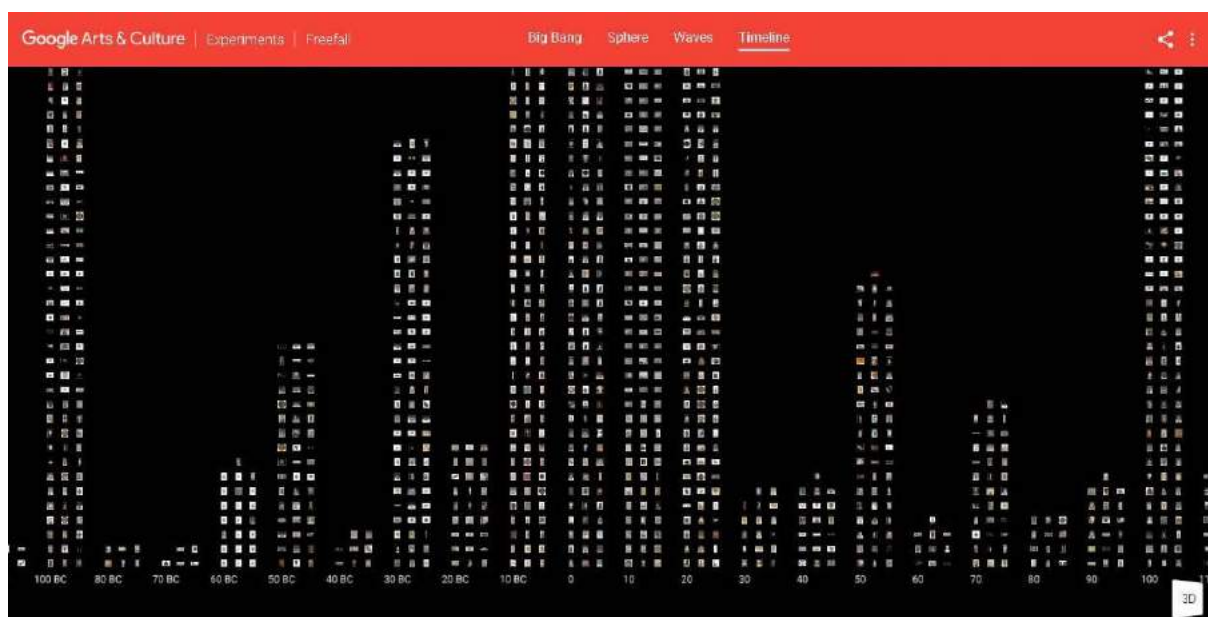 Google Arts & Culture | Experiments | Freefall Big Bang Sphere Waves Timeline
100 BC 80 BC 70 BC 60 BC 50 BC 40 BC 30 BC 20 BC 10 BC 0 10 20 30 40 50 60 70 80 90 100
3D